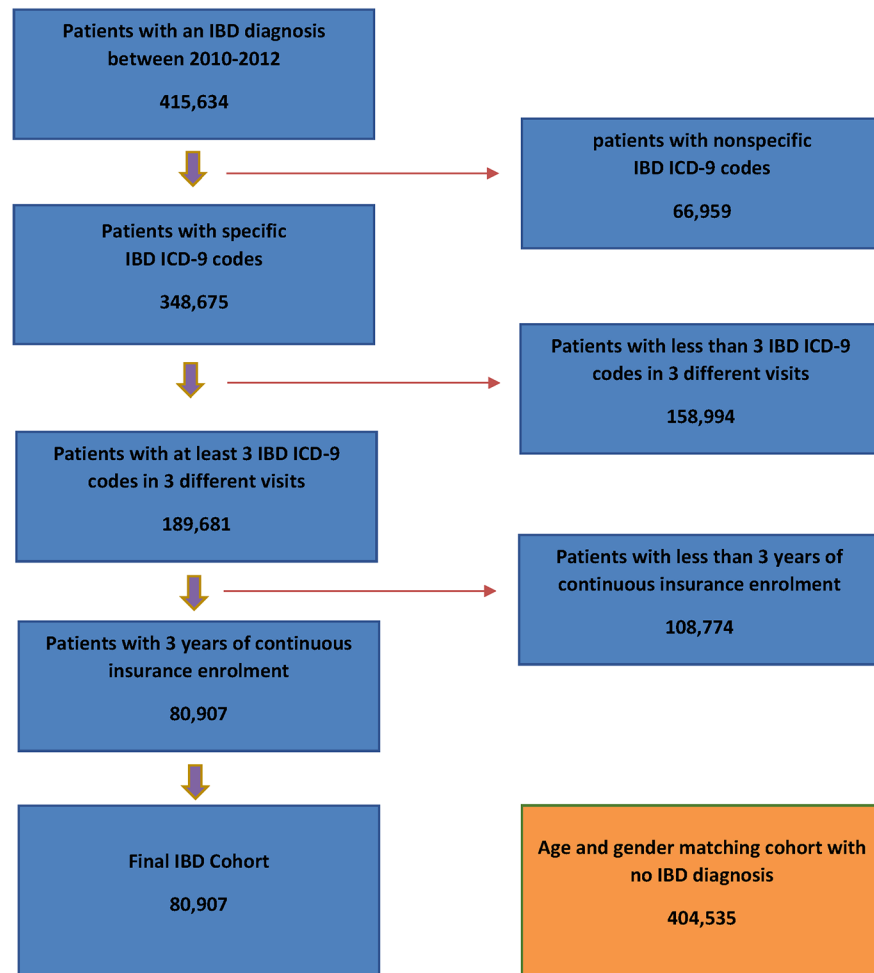 Patients with an IBD diagnosis
between 2010-2012
415,634
patients with nonspecific
IBD ICD-9 codes
66,959
Patients with specific
IBD ICD-9 codes
348,675
Patients with less than 3 IBD ICD-9
codes in 3 different visits
158,994
Patients with at least 3 IBD ICD-9
codes in 3 different visits
189,681
Patients with less than 3 years of
continuous insurance enrolment
108,774
Patients with 3 years of continuous
insurance enrolment
80,907
Final IBD Cohort
80,907
Age and gender matching cohort with
no IBD diagnosis
404,535